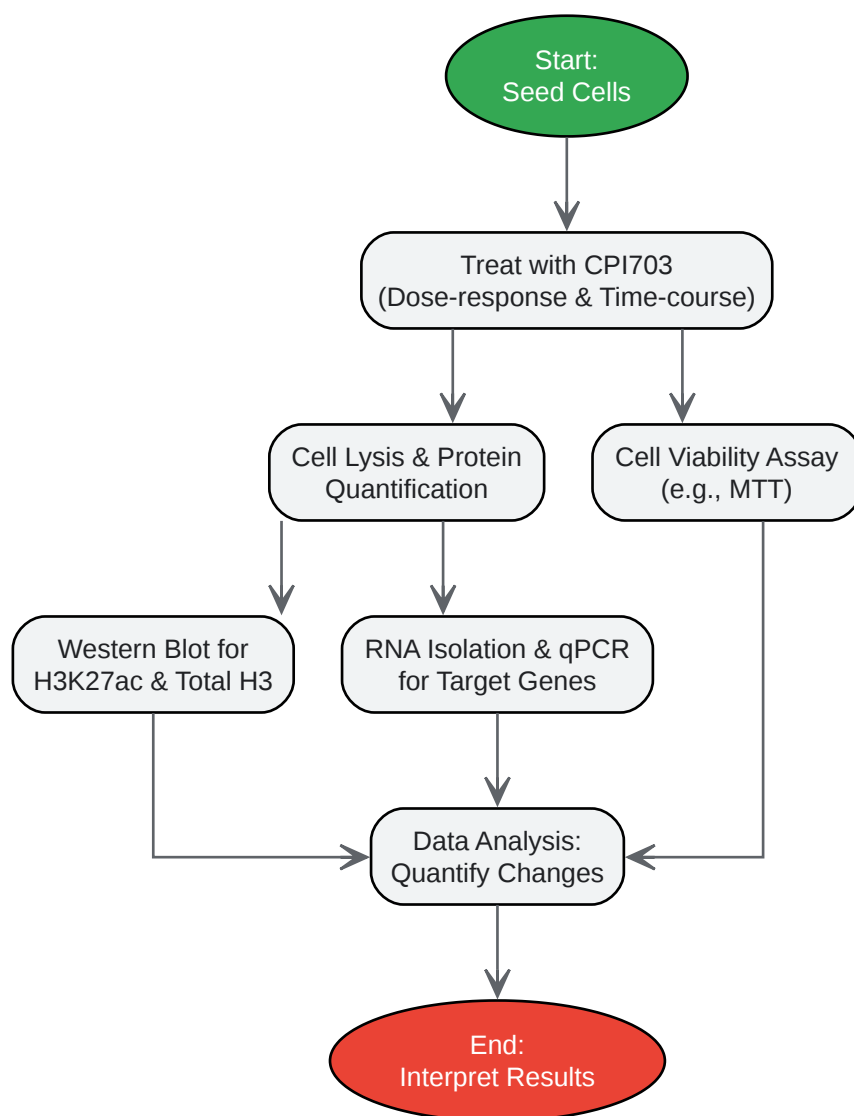 Start:
Seed Cells
Treat with CPI703
(Dose-response & Time-course)
Cell Lysis & Protein
Quantification
Cell Viability Assay
(e.g., MTT)
Western Blot for
H3K27ac & Total H3
RNA Isolation & qPCR
for Target Genes
Data Analysis:
Quantify Changes
End:
Interpret Results